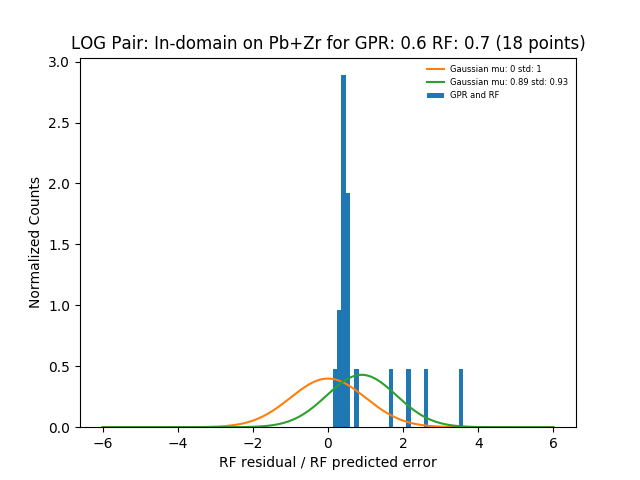 LOG Pair: In-domain on Pb+Zr for GPR: 0.6 RF: 0.7 (18 points)
Gaussian mu: 0 std: 1
Gaussian mu: 0.89 std: 0.93
GPR and RF
Normalized Counts
3.0
2.5
2.0
1.5
1.0
0.5
0.0
−6 −4 −2 0 2 4 6
RF residual / RF predicted error